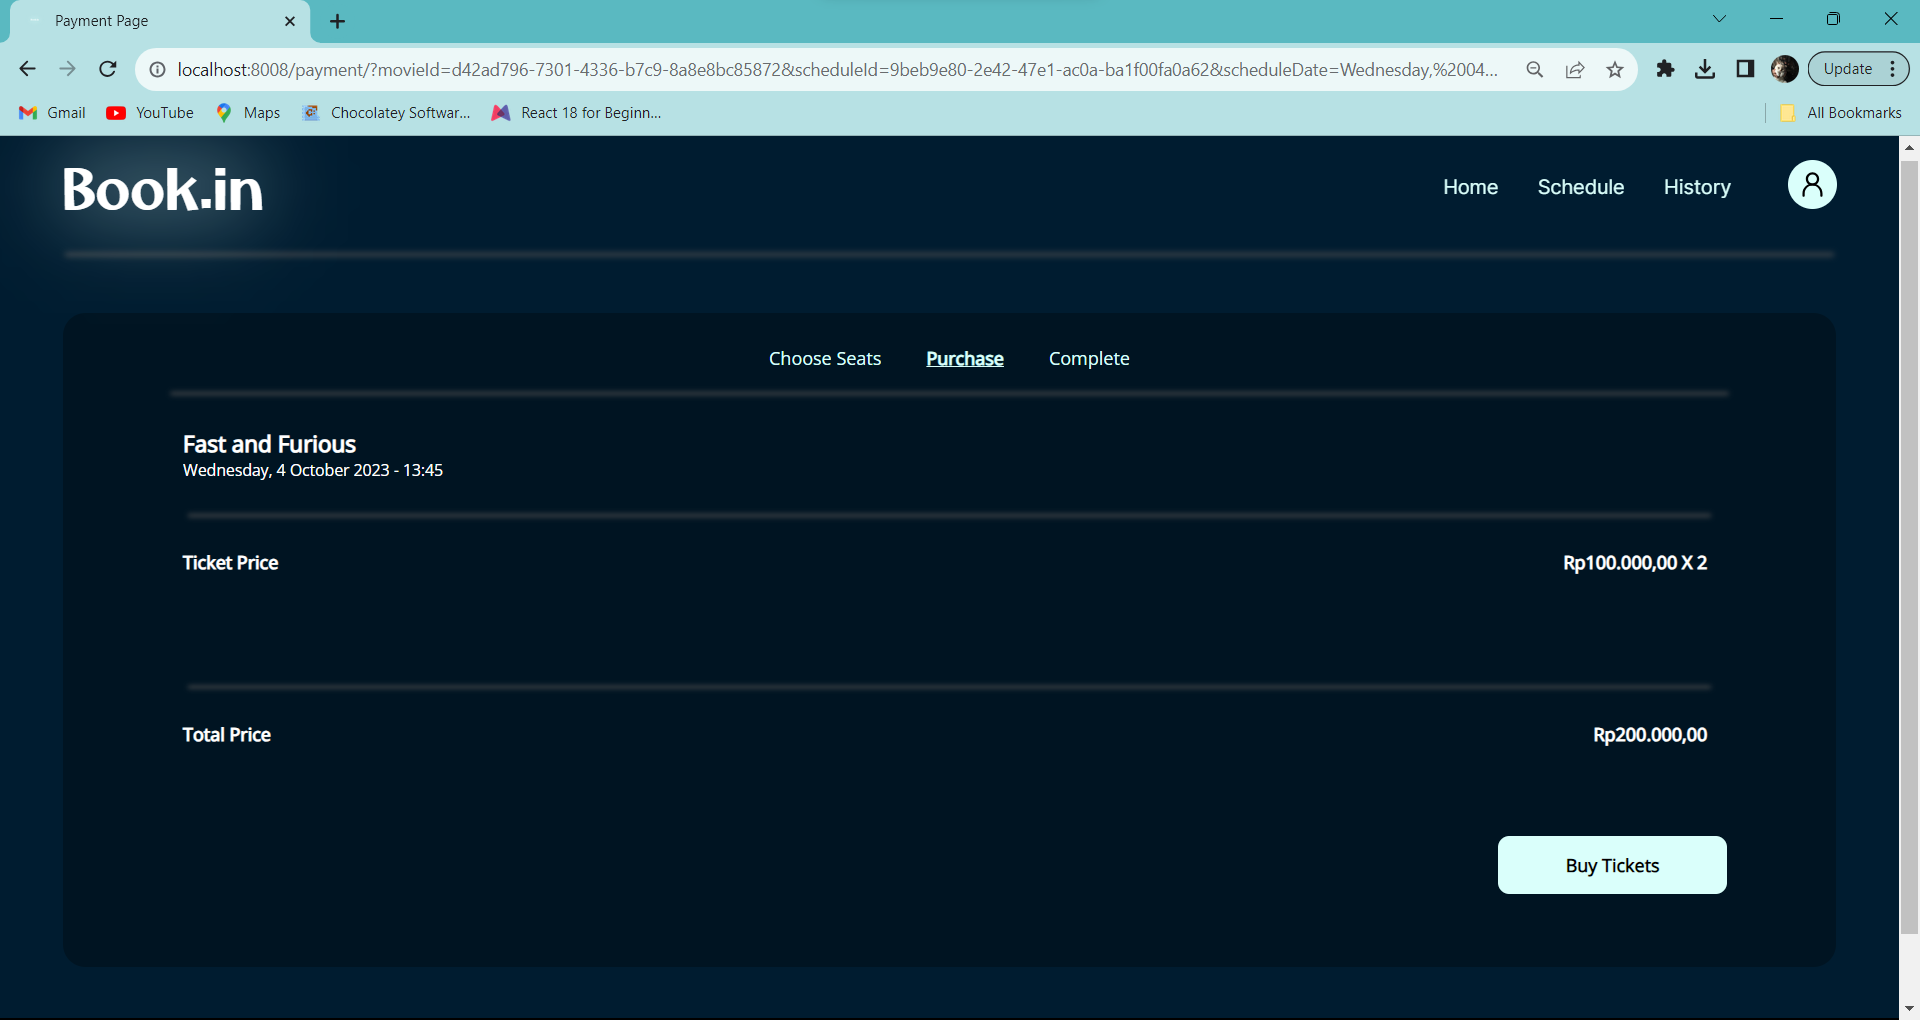 Payment Page
localhost:8008/payment/?movieId=d42ad796-7301-4336-b7c9-8a8e8bc85872&scheduleId=9beb9e80-2e42-47e1-ac0a-ba1f00fa0a62&scheduleDate=Wednesday,%2004...
Update
Gmail YouTube Maps Chocolatey Softwar... React 18 for Beginn... All Bookmarks
Book.in
Home Schedule History
Choose Seats Purchase Complete
Fast and Furious
Wednesday, 4 October 2023 - 13:45
Ticket Price Rp100.000,00 X 2
Total Price Rp200.000,00
Buy Tickets